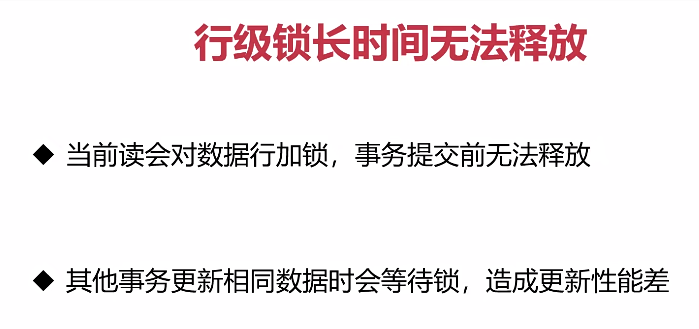 行级锁长时间无法释放
◆ 当前读会对数据行加锁，事务提交前无法释放
◆ 其他事务更新相同数据时会等待锁，造成更新性能差